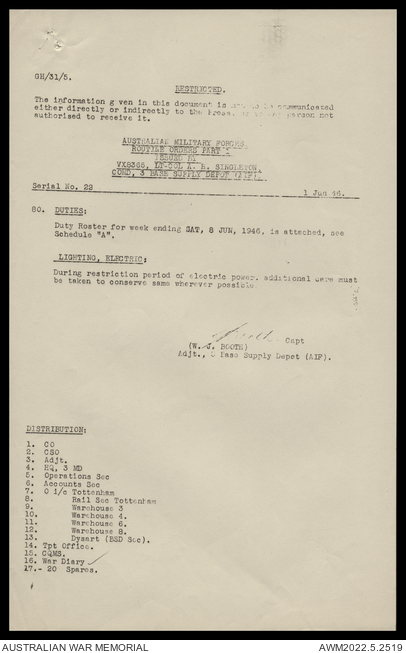 GH/31/5.
RESTRICTED.
The information given in this document is not to be communicated
either directly or indirectly to the Press, or to any person not
authorised to receive it.
AUSTRALIAN MILITARY FORCES.
ROUTINE ORDERS PART 1
ISSUED BY
VX8365, LT-COL A. R. SINGLETON,
COMD, 3 BASE SUPPLY DEPOT (AIF).
Serial No. 22 1 Jun 46.
80. DUTIES:
Duty Roster for week ending SAT, 8 JUN, 1946, is attached, see
Schedule "A".
LIGHTING, ELECTRIC:
During restriction period of electric power, additional care must
be taken to conserve same wherever possible.
Capt
(W. J. BOOTH)
Adjt., 3 Base Supply Depot (AIF).
DISTRIBUTION:
1. CO
2. CSO
3. Adjt.
4. HQ, 3 MD
5. Operations Sec
6. Accounts Sec
7. O i/c Tottenham
8. Rail Sec Tottenham
9. Warehouse 3
10. Warehouse 4.
11. Warehouse 6.
12. Warehouse 8.
13. Dysart (BSD Sec).
14. Tpt Office.
15. CQMS.
16. War Diary
17.- 20 Spares.
AUSTRALIAN WAR MEMORIAL AWM2022.5.2519